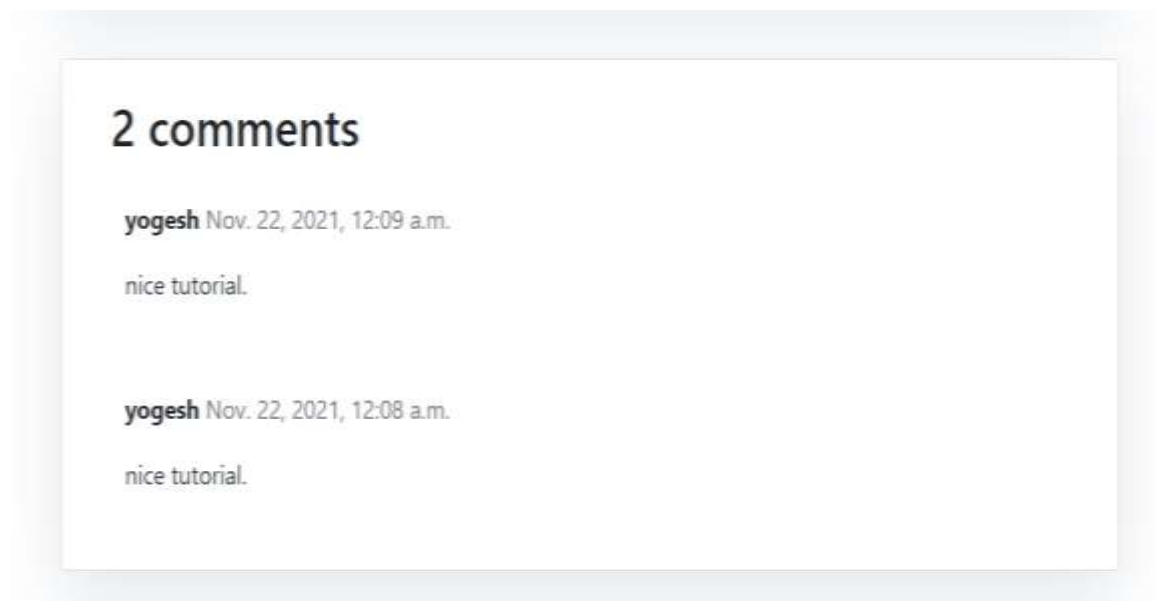 2 comments
yogesh Nov. 22, 2021, 12:09 a.m.
nice tutorial.
yogesh Nov. 22, 2021, 12:08 a.m.
nice tutorial.